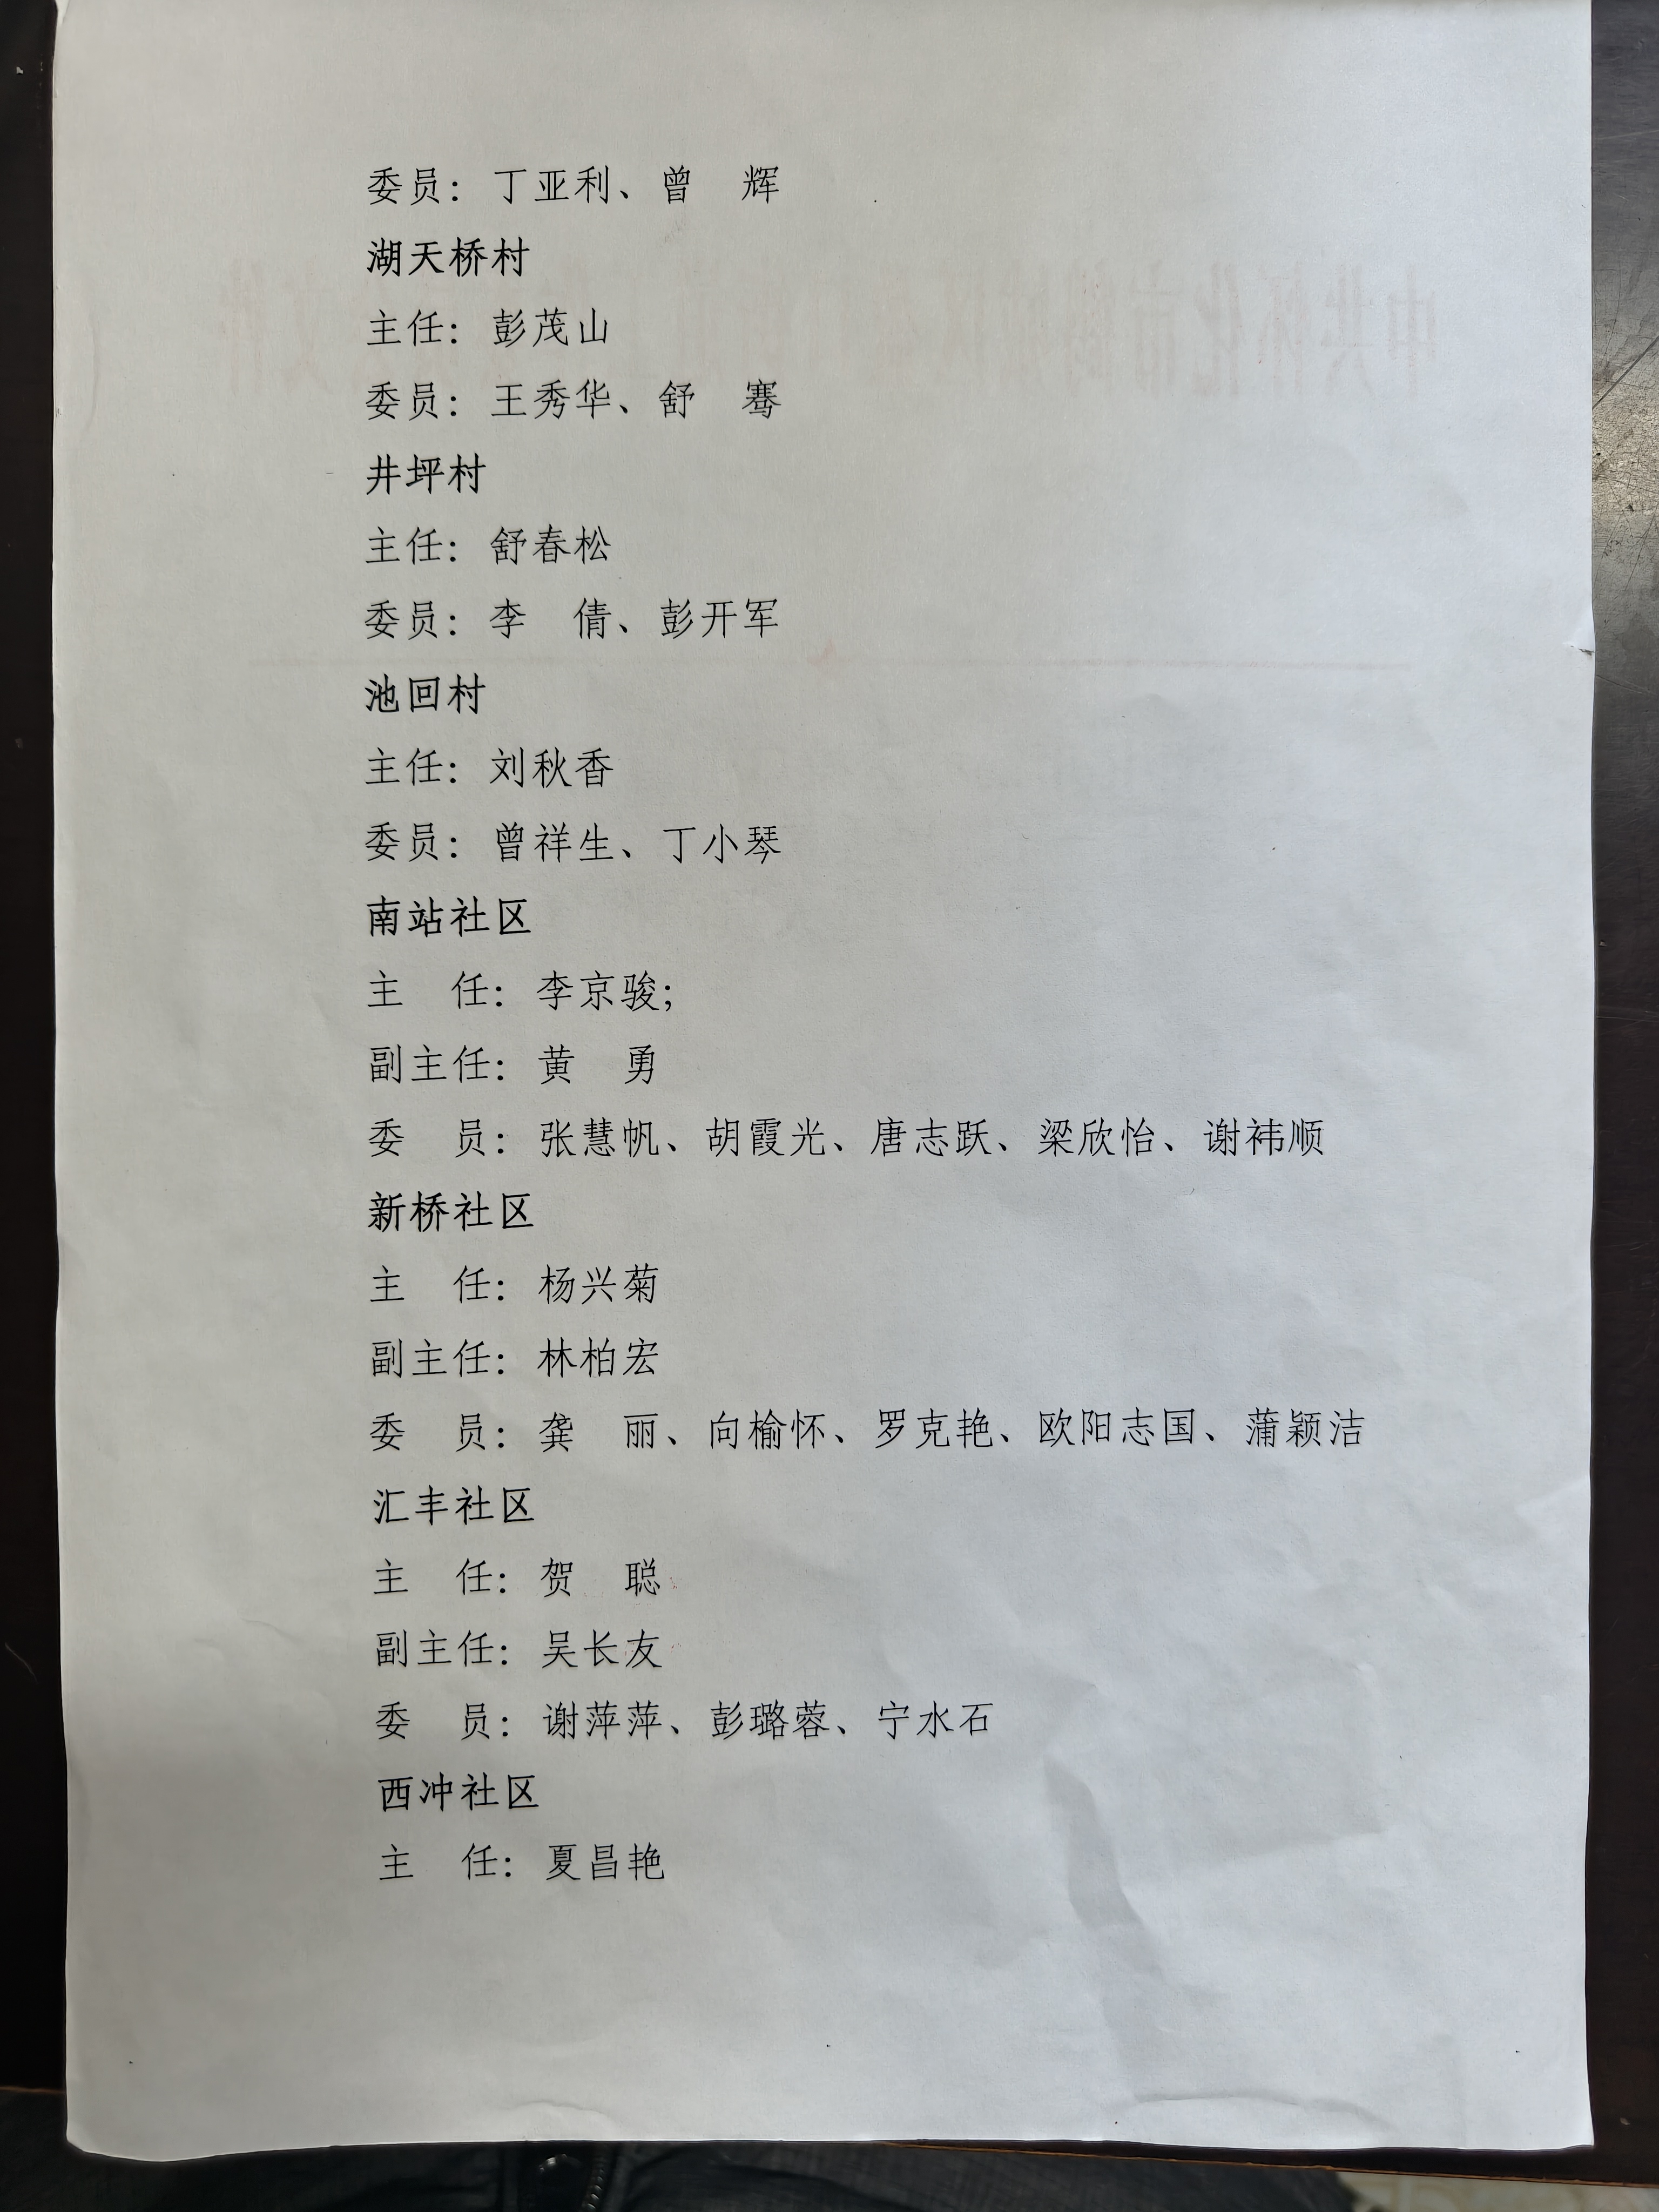 委员：丁亚利、曾　辉
湖天桥村
主任：彭茂山
委员：王秀华、舒　骞
井坪村
主任：舒春松
委员：李　倩、彭开军
池回村
主任：刘秋香
委员：曾祥生、丁小琴
南站社区
主　任：李京骏；
副主任：黄　勇
委　员：张慧帆、胡霞光、唐志跃、梁欣怡、谢祎顺
新桥社区
主　任：杨兴菊
副主任：林柏宏
委　员：龚　丽、向榆怀、罗克艳、欧阳志国、蒲颖洁
汇丰社区
主　任：贺　聪
副主任：吴长友
委　员：谢萍萍、彭璐蓉、宁水石
西冲社区
主　任：夏昌艳